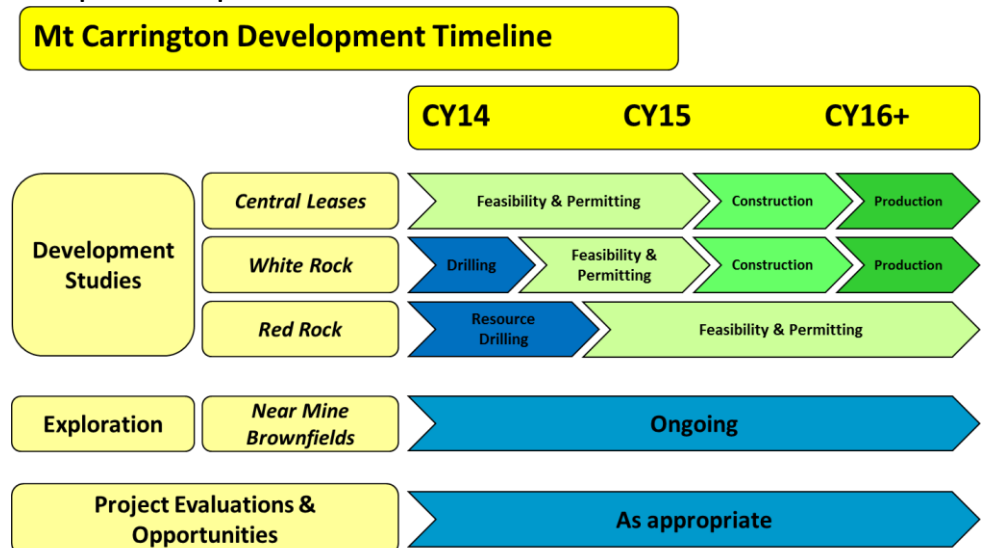 Mt Carrington Development Timeline
CY14 CY15 CY16+
Development
Studies
Central Leases
Feasibility & Permitting
Construction
Production
White Rock
Drilling
Feasibility &
Permitting
Construction
Production
Red Rock
Resource
Drilling
Feasibility & Permitting
Exploration
Near Mine
Brownfields
Ongoing
Project Evaluations &
Opportunities
As appropriate